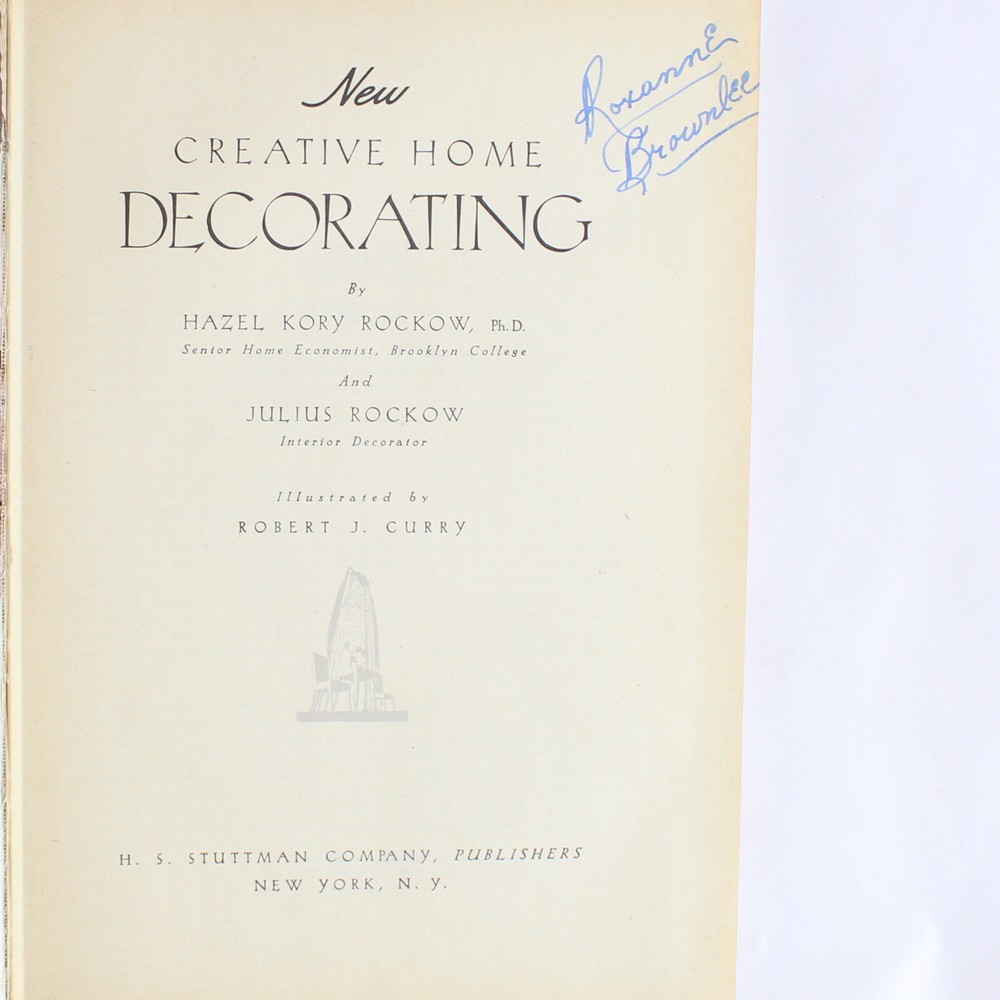 Roxanne
Brownlee
New
CREATIVE HOME
DECORATING
By
HAZEL KORY ROCKOW, Ph.D.
Senior Home Economist, Brooklyn College
And
JULIUS ROCKOW
Interior Decorator
Illustrated by
ROBERT J. CURRY
H. S. STUTTMAN COMPANY, PUBLISHERS
NEW YORK, N. Y.